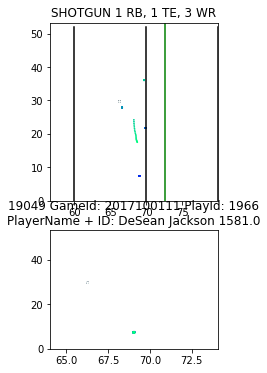 SHOTGUN 1 RB, 1 TE, 3 WR
50
40
30
20
10
0
60 65 70 75
19049 GameId: 2017100111 PlayId: 1966
PlayerName + ID: DeSean Jackson 1581.0
40
20
0
65.0 67.5 70.0 72.5